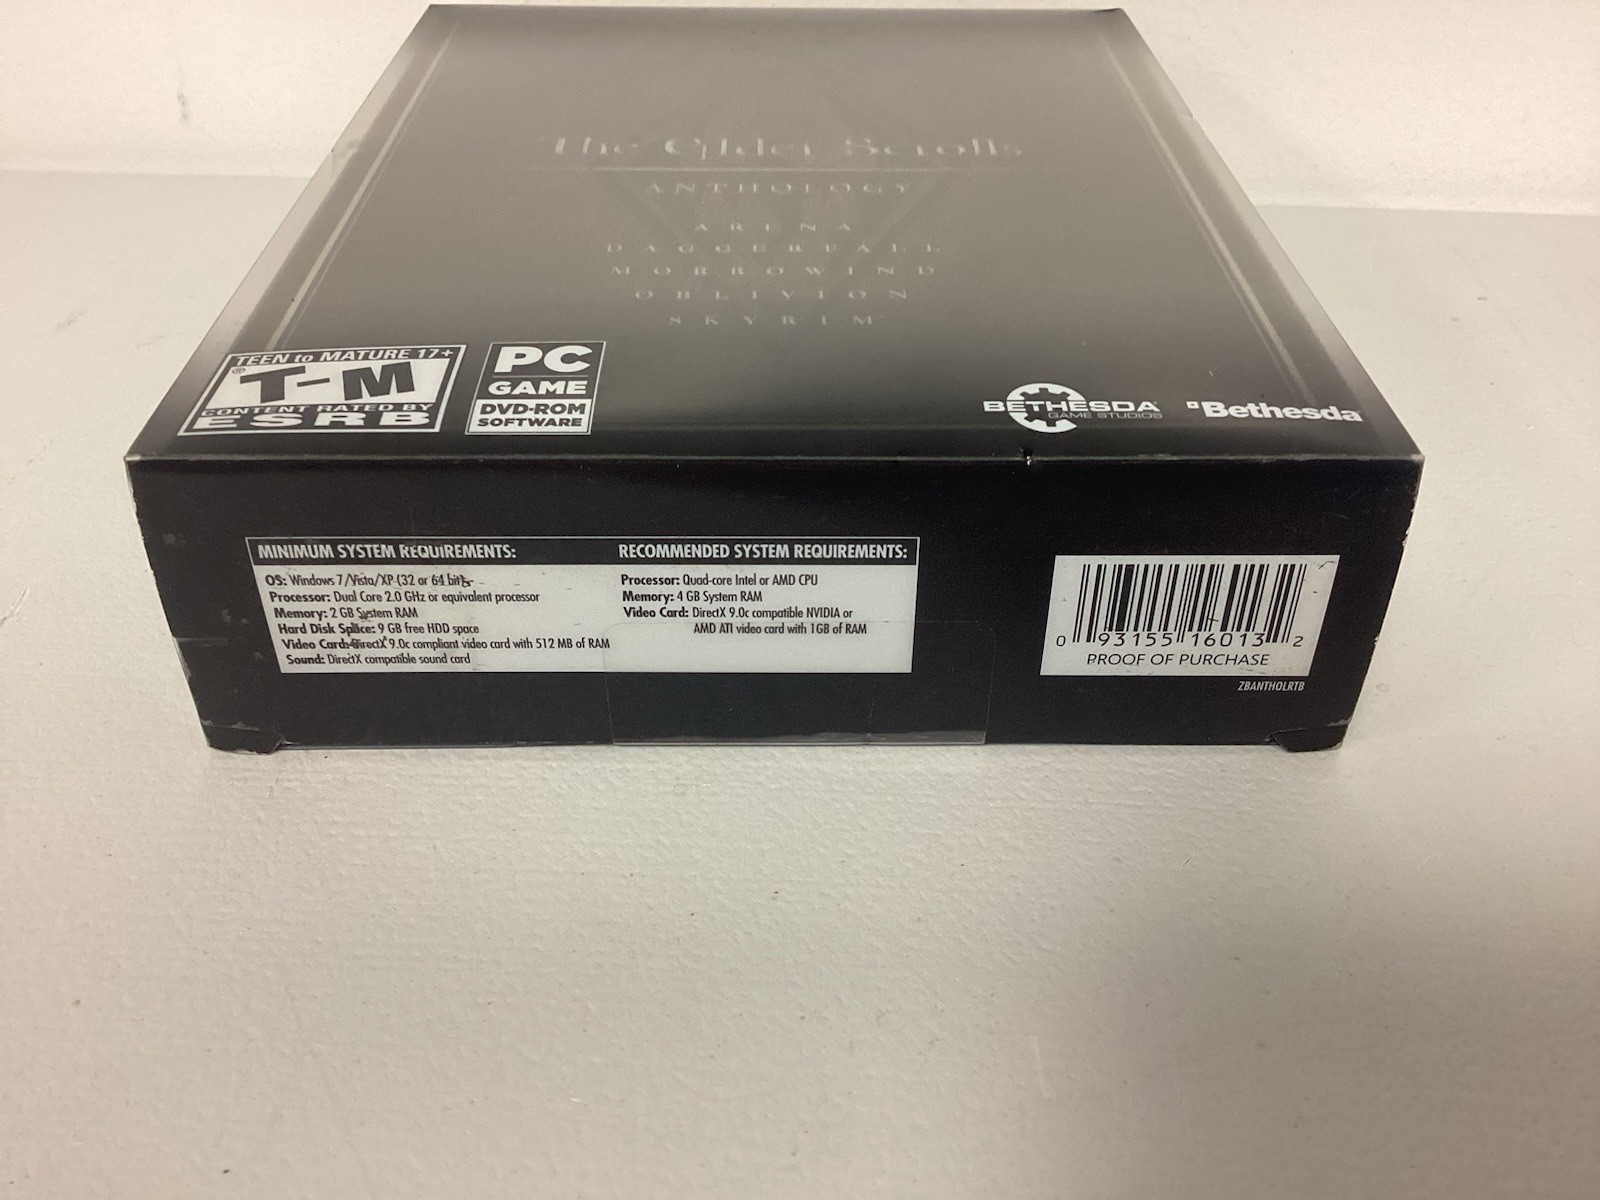 The Elder Scrolls
ANTHOLOGY
ARENA
DAGGERFALL
MORROWIND
OBLIVION
SKYRIM
TEEN to MATURE 17+
T-M
®
CONTENT RATED BY
ESRB
PC
GAME
DVD-ROM
SOFTWARE
BETHESDA
GAME STUDIOS
Bethesda
MINIMUM SYSTEM REQUIREMENTS:
OS: Windows 7/Vista/XP (32 or 64 bit)
Processor: Dual Core 2.0 GHz or equivalent processor
Memory: 2 GB System RAM
Hard Disk Space: 9 GB free HDD space
Video Card: DirectX 9.0c compliant video card with 512 MB of RAM
Sound: DirectX compatible sound card
RECOMMENDED SYSTEM REQUIREMENTS:
Processor: Quad-core Intel or AMD CPU
Memory: 4 GB System RAM
Video Card: DirectX 9.0c compatible NVIDIA or
AMD ATI video card with 1GB of RAM
0 93155 16013 2
PROOF OF PURCHASE
ZBANTHOLRTB